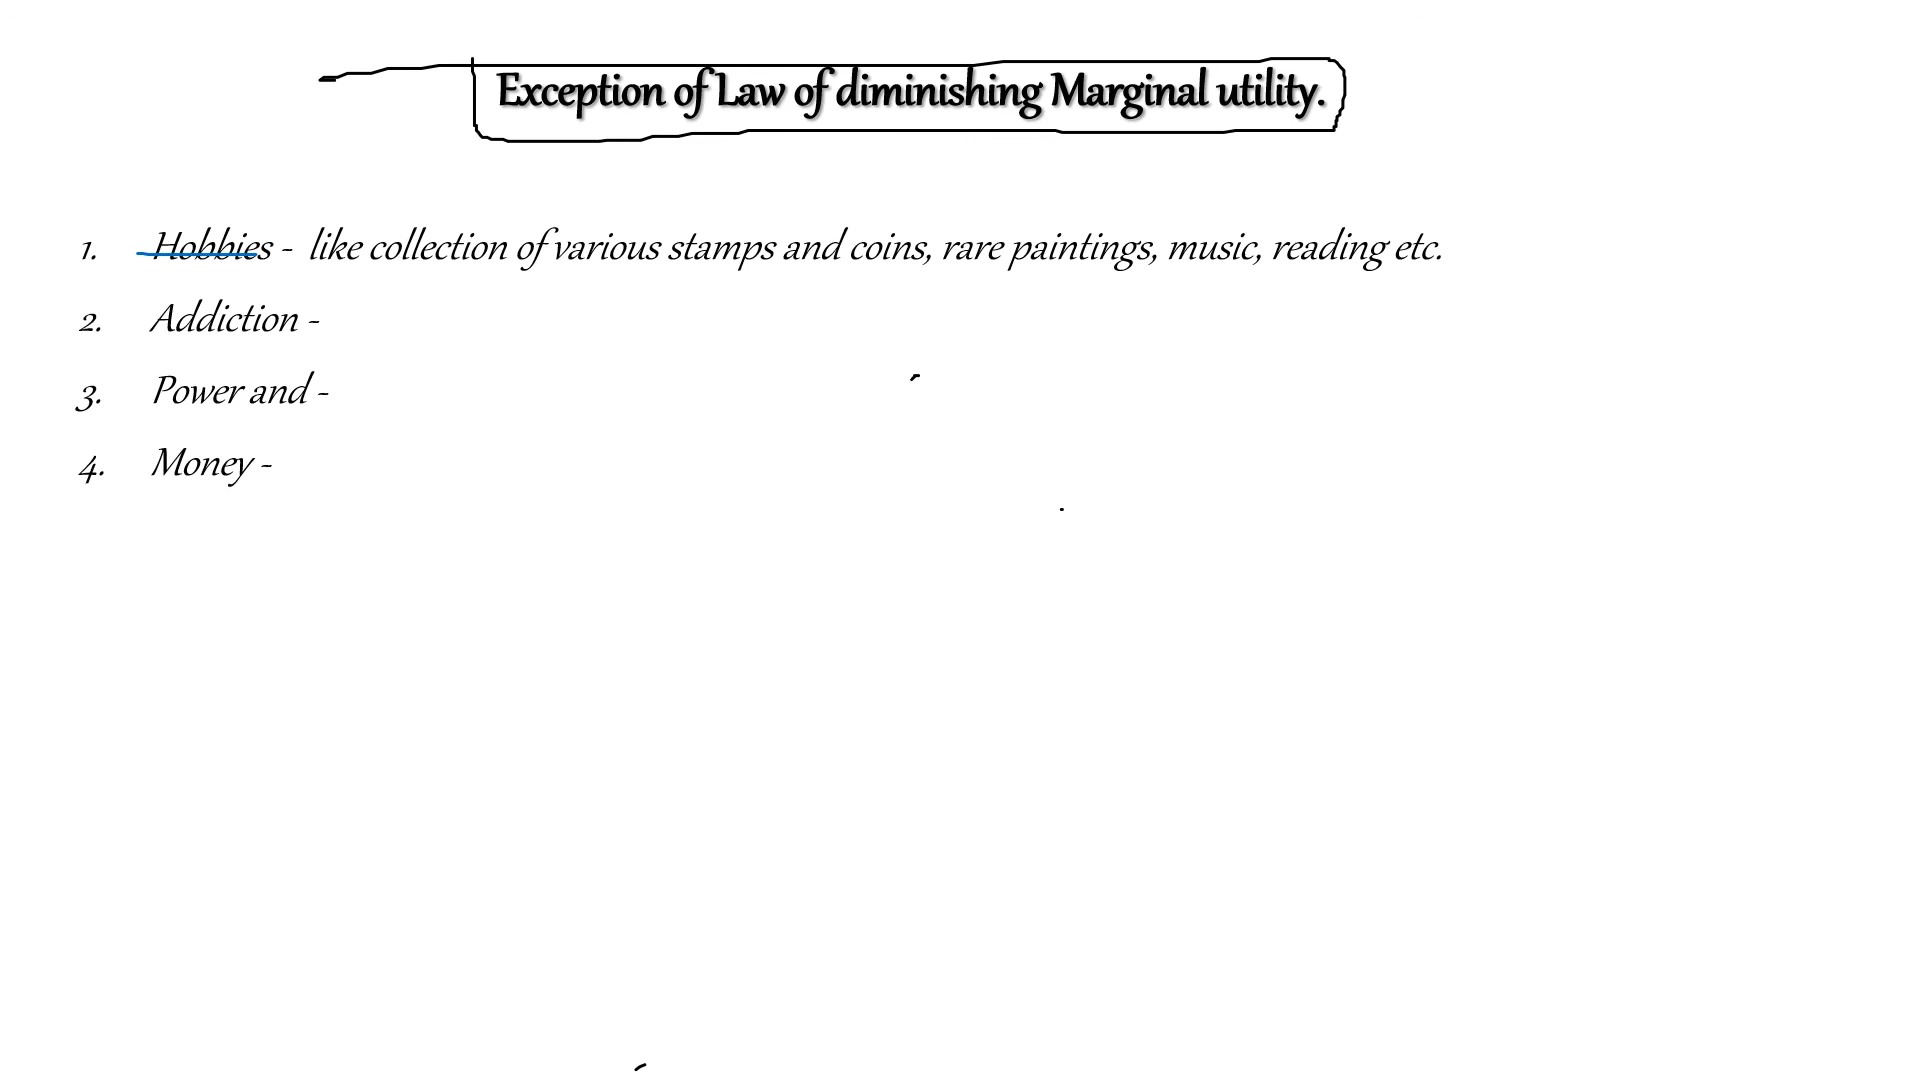 Exception of Law of diminishing Marginal utility.
1. Hobbies - like collection of various stamps and coins, rare paintings, music, reading etc.
2. Addiction -
3. Power and -
4. Money -